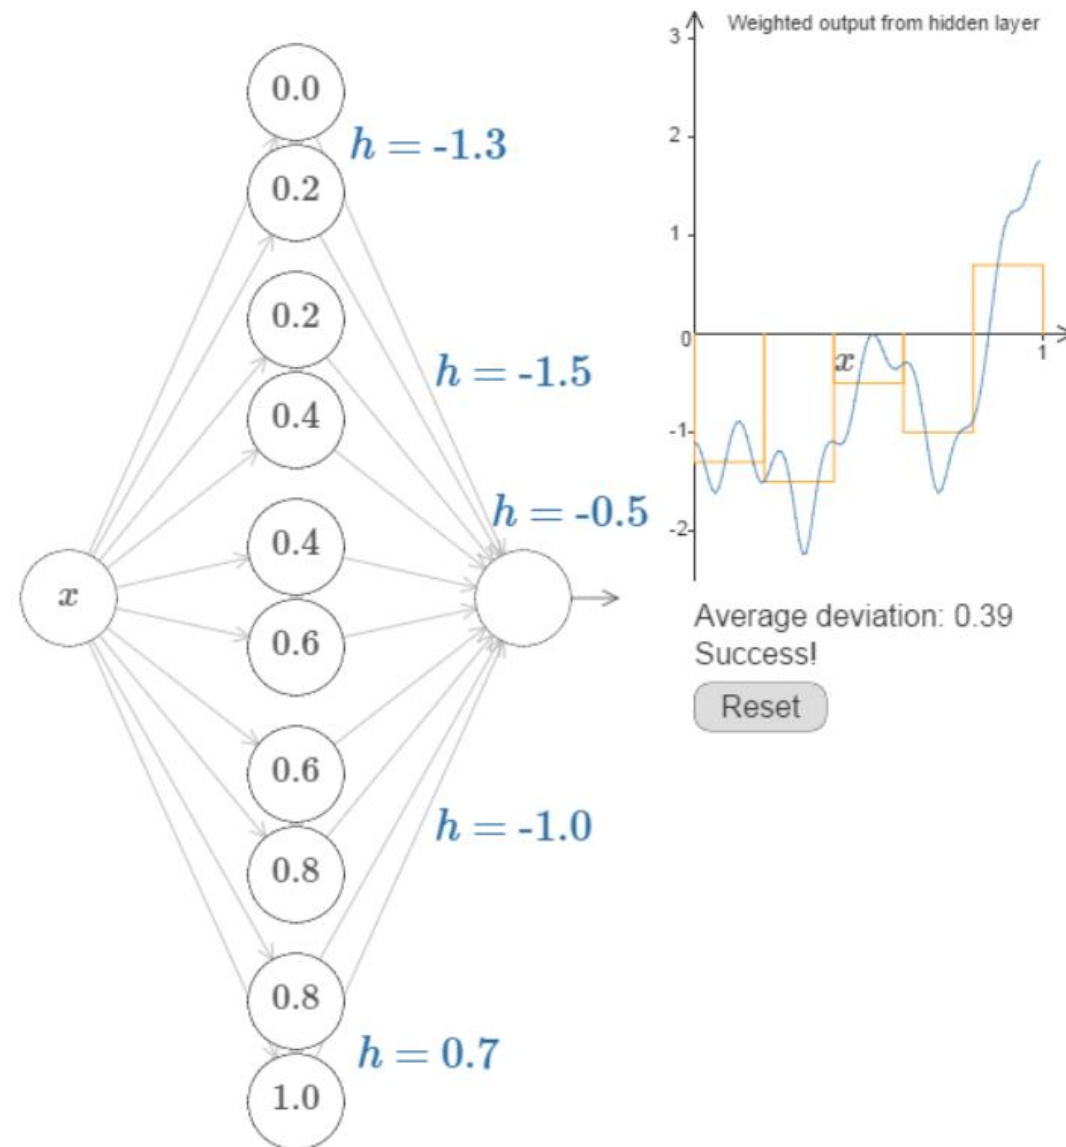 0.0
h = -1.3
0.2
0.2
h = -1.5
0.4
h = -0.5
0.4
x
0.6
0.6
h = -1.0
0.8
0.8
h = 0.7
1.0
Weighted output from hidden layer
3
2
1
0
x
1
-1
-2
Average deviation: 0.39
Success!
Reset